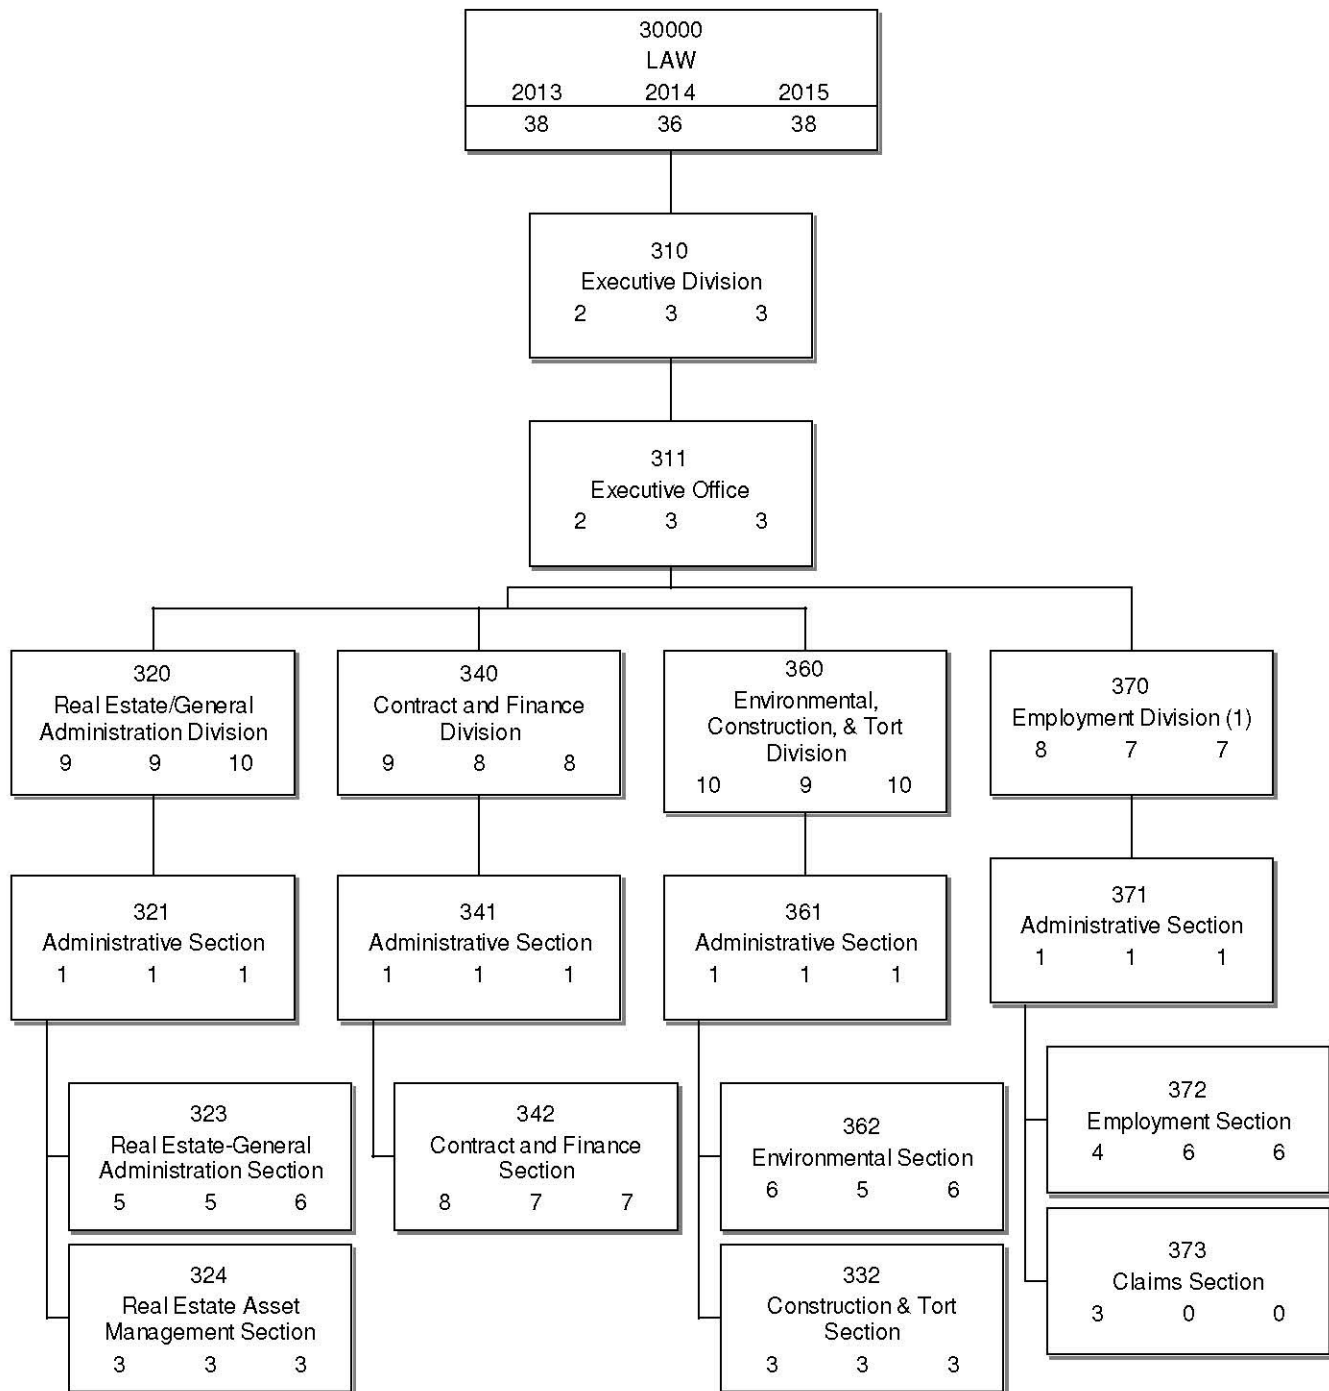 30000
LAW
2013 2014 2015
38 36 38
310
Executive Division
2 3 3
311
Executive Office
2 3 3
320
Real Estate/General
Administration Division
9 9 10
340
Contract and Finance
Division
9 8 8
360
Environmental,
Construction, & Tort
Division
10 9 10
370
Employment Division (1)
8 7 7
321
Administrative Section
1 1 1
341
Administrative Section
1 1 1
361
Administrative Section
1 1 1
371
Administrative Section
1 1 1
323
Real Estate-General
Administration Section
5 5 6
342
Contract and Finance
Section
8 7 7
362
Environmental Section
6 5 6
372
Employment Section
4 6 6
324
Real Estate Asset
Management Section
3 3 3
332
Construction & Tort
Section
3 3 3
373
Claims Section
3 0 0